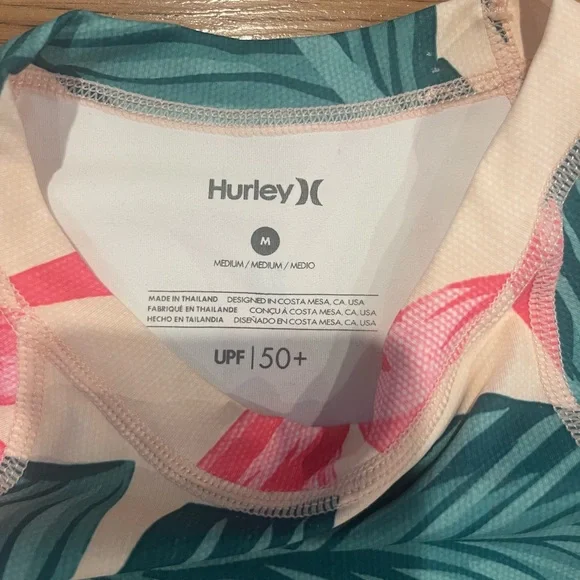 Hurley
M
MEDIUM / MEDIUM / MEDIO
MADE IN THAILAND DESIGNED IN COSTA MESA, CA. USA
FABRIQUÉ EN THAILANDE CONÇU À COSTA MESA, CA. USA
HECHO EN TAILANDIA DISEÑADO EN COSTA MESA, CA. USA
UPF | 50+